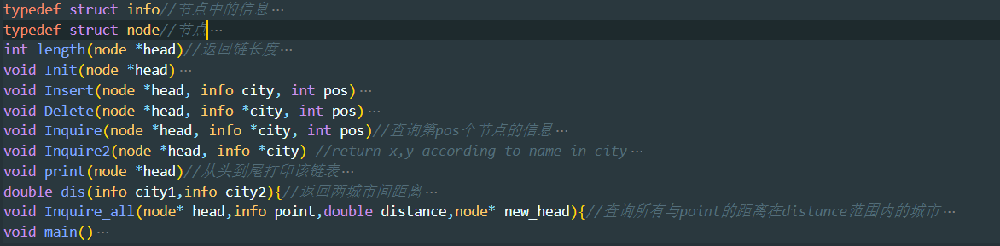 typedef struct info//节点中的信息…
typedef struct node//节点…
int length(node *head)//返回链长度…
void Init(node *head)…
void Insert(node *head, info city, int pos)…
void Delete(node *head, info *city, int pos)…
void Inquire(node *head, info *city, int pos)//查询第pos个节点的信息…
void Inquire2(node *head, info *city) //return x,y according to name in city…
void print(node *head)//从头到尾打印该链表…
double dis(info city1,info city2){//返回两城市间距离…
void Inquire_all(node* head,info point,double distance,node* new_head){//查询所有与point的距离在distance范围内的城市…
void main()…